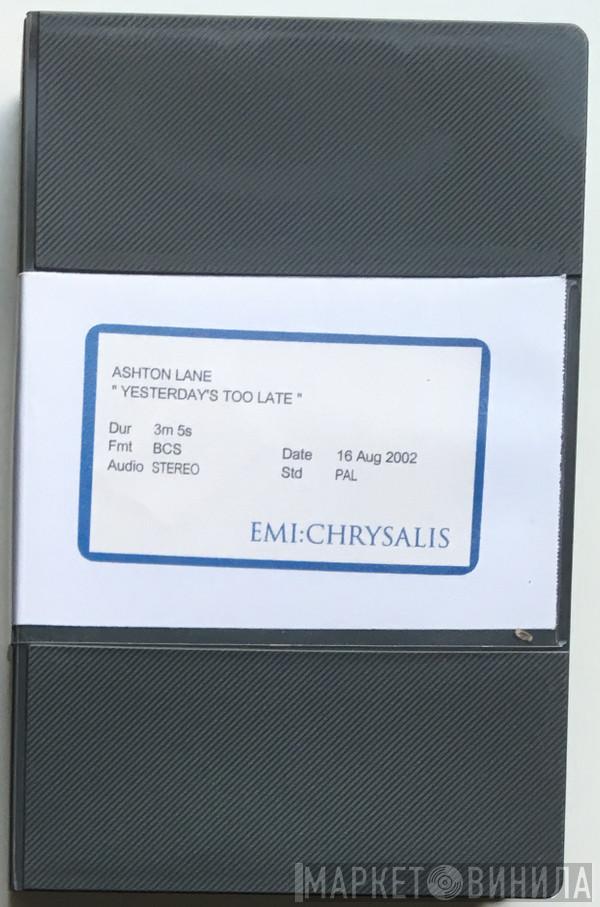 ASHTON LANE
" YESTERDAY'S TOO LATE "
Dur 3m 5s
Fmt BCS Date 16 Aug 2002
Audio STEREO Std PAL
EMI:CHRYSALIS
МАРКЕТ ВИНИЛА